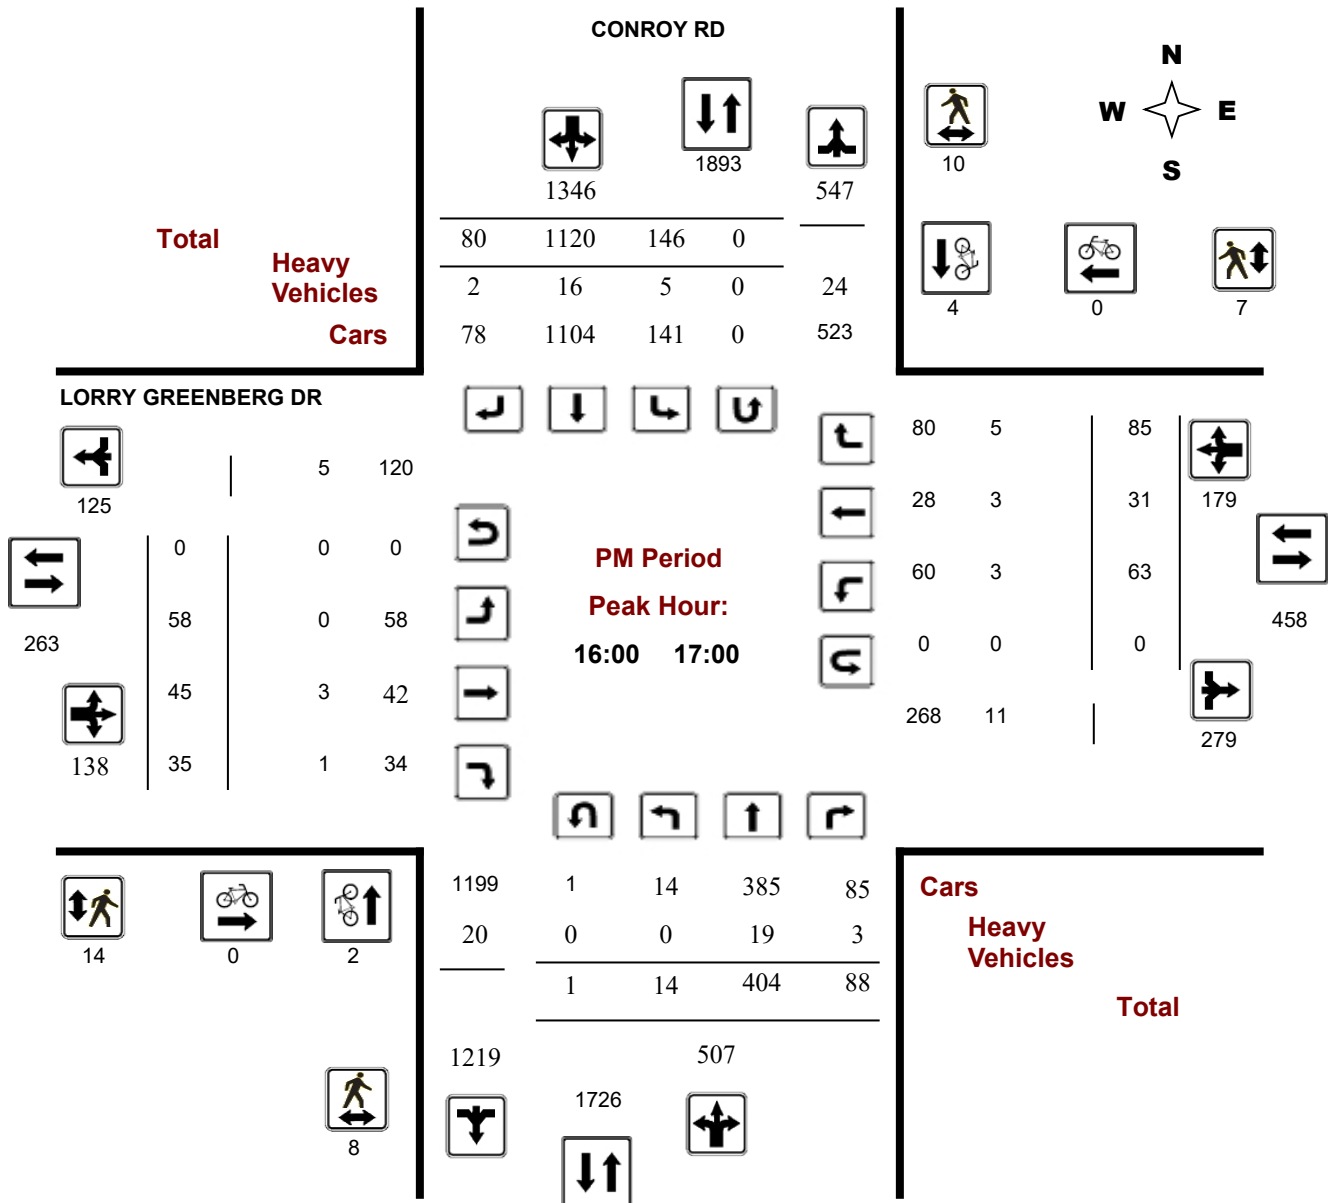 CONROY RD
N
W E
S
1893
10
1346
547
Total
80 1120 146 0
Heavy
Vehicles
2 16 5 0 24
4 0 7
Cars
78 1104 141 0 523
LORRY GREENBERG DR
80 5 85
5 120
125
28 3 31 179
0 0 0
PM Period
60 3 63
Peak Hour:
58 0 58
458
263
16:00 17:00
0 0 0
45 3 42
268 11
279
138 35 1 34
1199 1 14 385 85
Cars
20 0 0 19 3
Heavy
Vehicles
14 0 2
1 14 404 88
Total
1219 507
1726
8